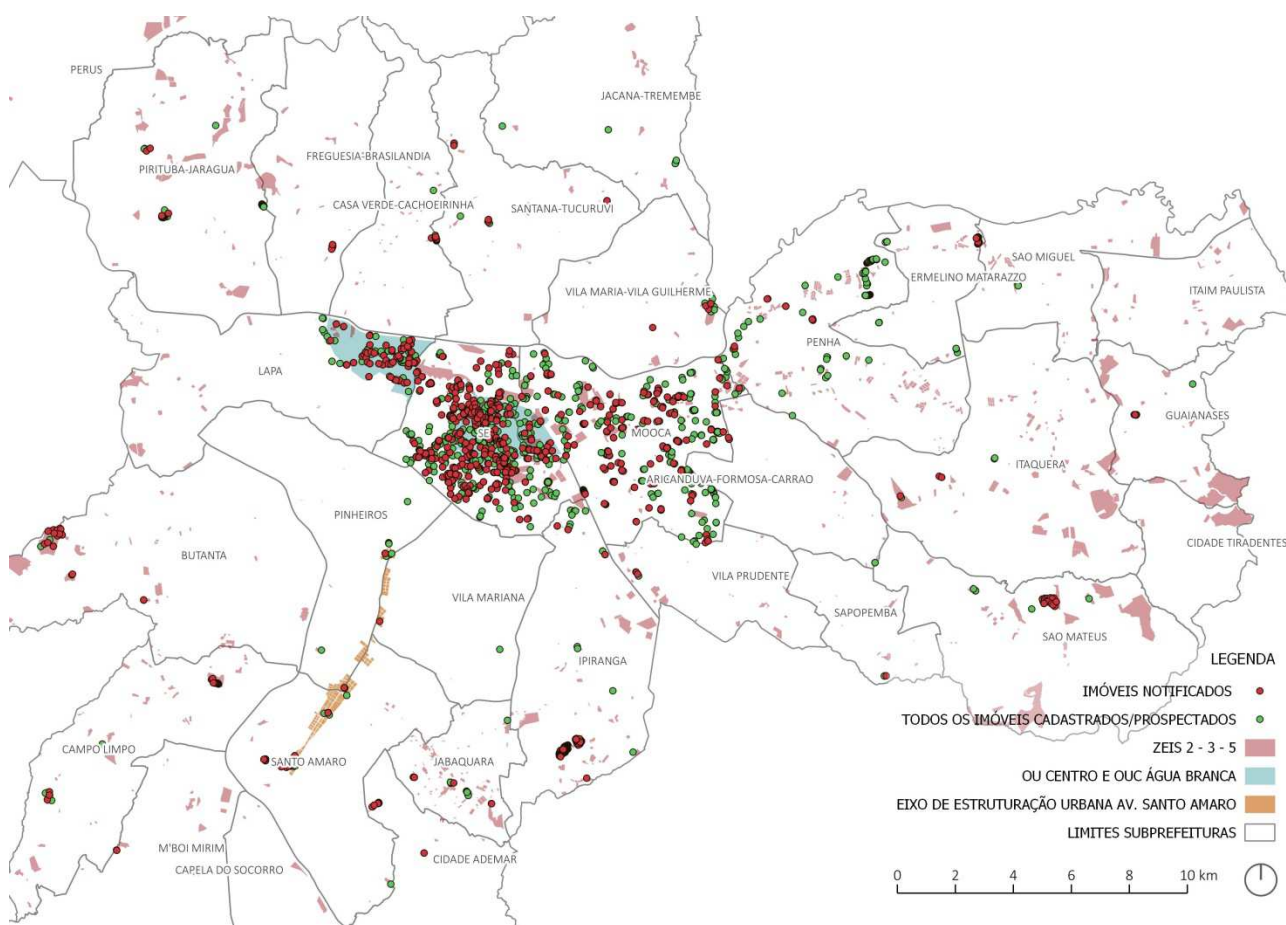 PERUS
JACANA-TREMEMBE
FREGUESIA-BRASILANDIA
PIRITUBA-JARAGUA
CASA VERDE-CACHOEIRINHA
SANTANA-TUCURUVI
SAO MIGUEL
ERMELINO MATARAZZO
VILA MARIA-VILA GUILHERME
ITAIM PAULISTA
PENHA
LAPA
GUAIANASES
SE
MOOCA
ITAQUERA
ARICANDUVA-FORMOSA-CARRAO
PINHEIROS
CIDADE TIRADENTES
BUTANTA
VILA PRUDENTE
VILA MARIANA
SAPOPEMBA
SAO MATEUS
IPIRANGA
LEGENDA
IMÓVEIS NOTIFICADOS
TODOS OS IMÓVEIS CADASTRADOS/PROSPECTADOS
CAMPO LIMPO
ZEIS 2 - 3 - 5
SANTO AMARO
JABAQUARA
OU CENTRO E OUC ÁGUA BRANCA
EIXO DE ESTRUTURAÇÃO URBANA AV. SANTO AMARO
LIMITES SUBPREFEITURAS
M'BOI MIRIM
CIDADE ADEMAR
CAPELA DO SOCORRO
0 2 4 6 8 10 km